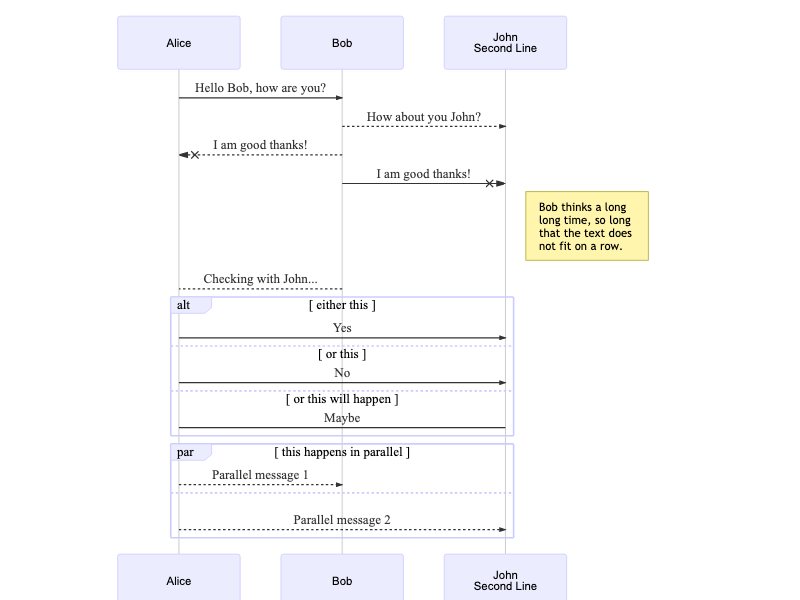 Alice
Bob
John
Second Line
Hello Bob, how are you?
How about you John?
I am good thanks!
I am good thanks!
Bob thinks a long
long time, so long
that the text does
not fit on a row.
Checking with John...
alt
[ either this ]
Yes
[ or this ]
No
[ or this will happen ]
Maybe
par
[ this happens in parallel ]
Parallel message 1
Parallel message 2
Alice
Bob
John
Second Line